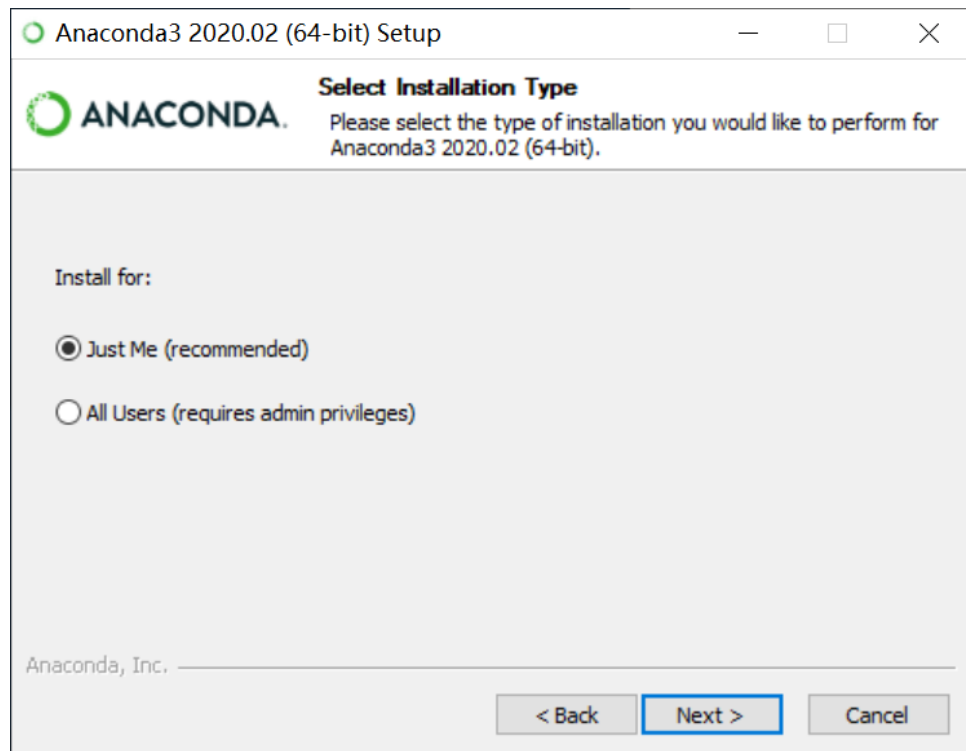 Anaconda3 2020.02 (64-bit) Setup
ANACONDA.
Select Installation Type
Please select the type of installation you would like to perform for
Anaconda3 2020.02 (64-bit).
Install for:
Just Me (recommended)
All Users (requires admin privileges)
Anaconda, Inc.
< Back Next > Cancel